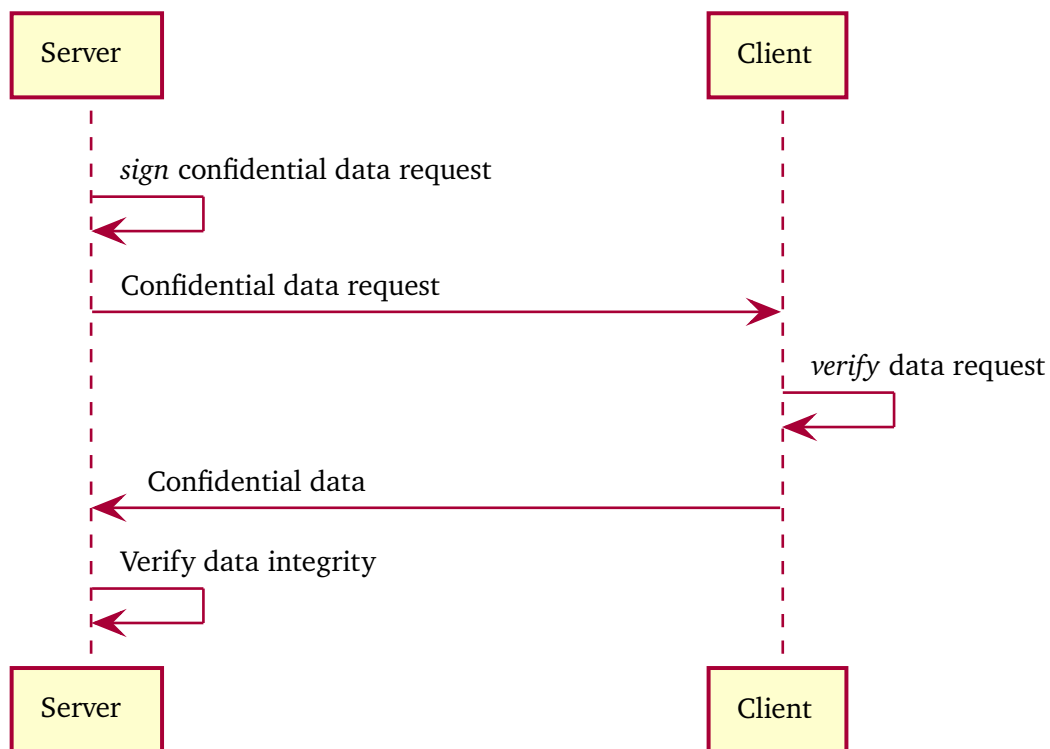 Server
Client
sign confidential data request
Confidential data request
verify data request
Confidential data
Verify data integrity
Server
Client